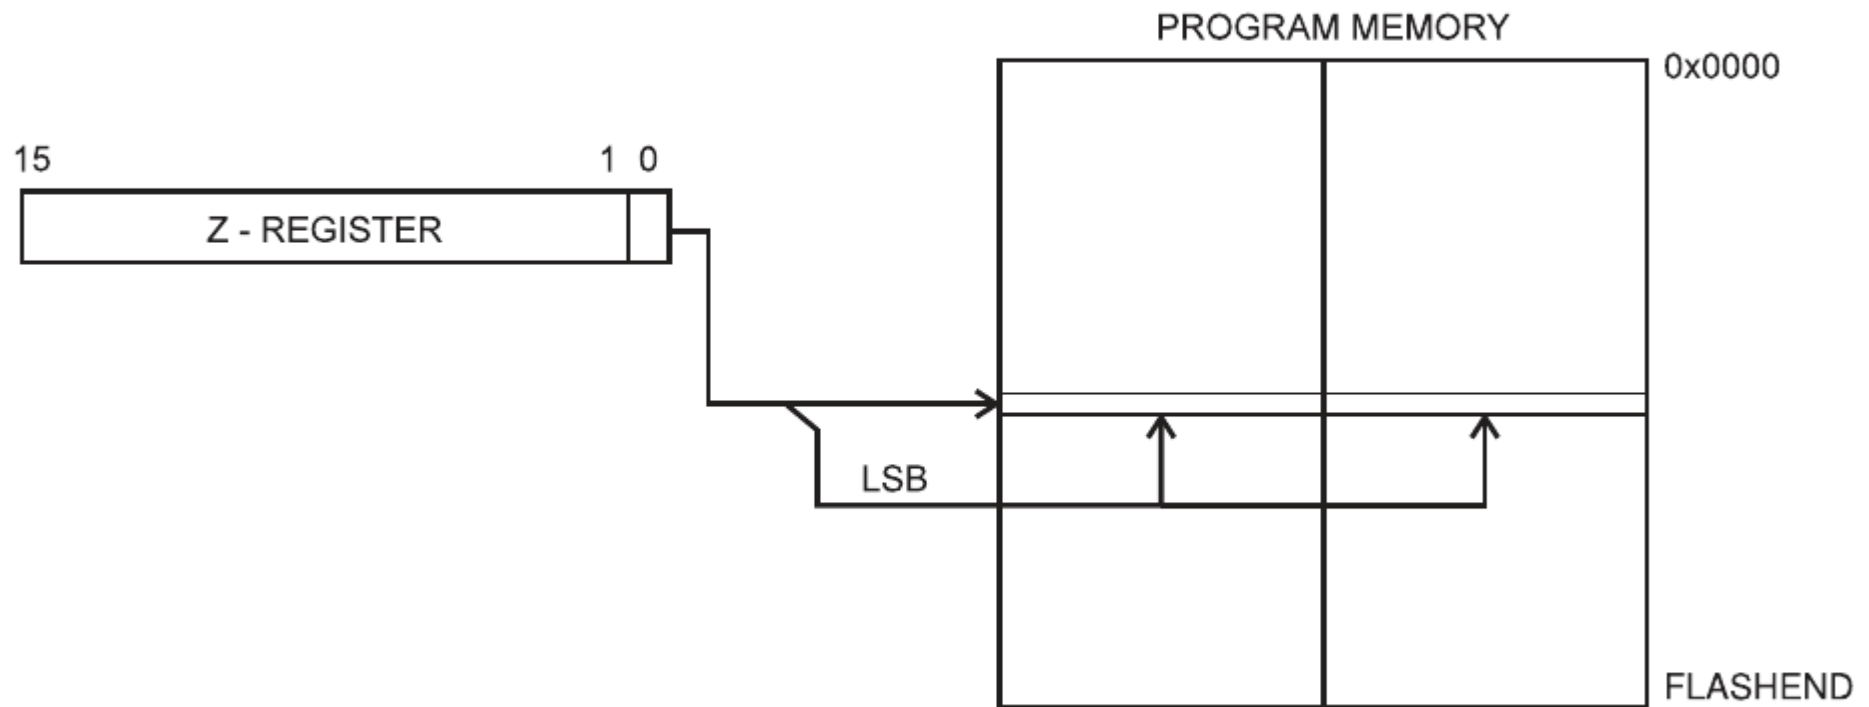 PROGRAM MEMORY
0x0000
15 1 0
Z - REGISTER
LSB
FLASHEND